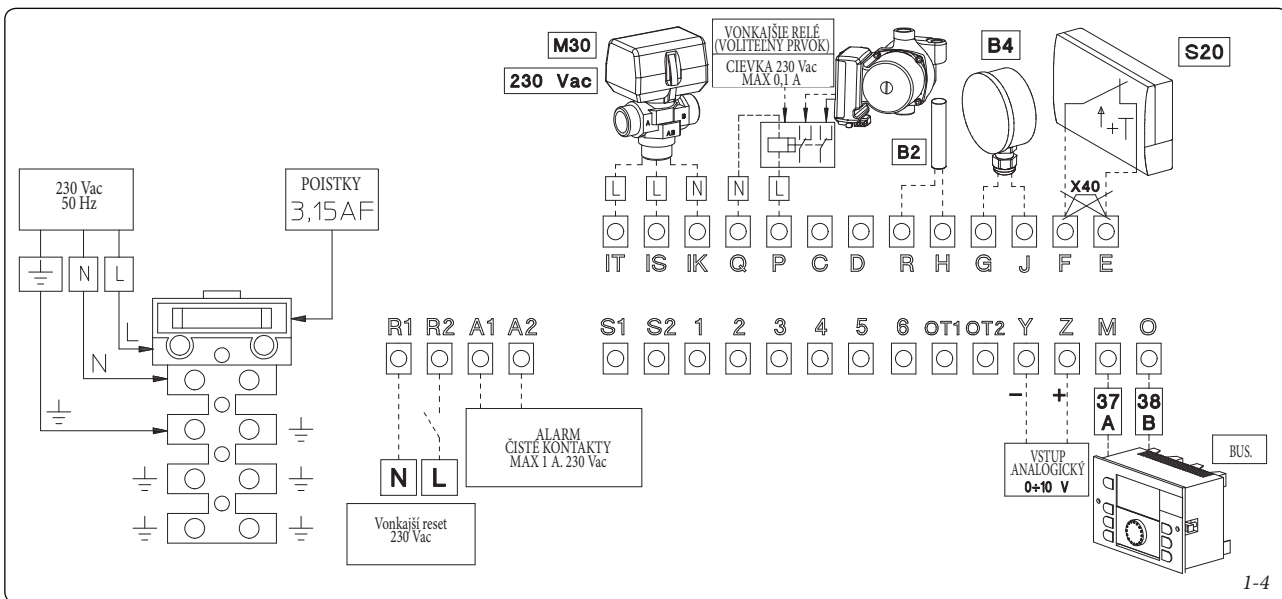 M30
230 Vac
VONKAJŠIE RELÉ
(VOLITEĽNÝ PRVOK)
CIEVKA 230 Vac
MAX 0,1 A
B4
S20
A
B
AB
B2
+T
X40
230 Vac
50 Hz
POISTKY
3,15AF
L L N N L
IT IS IK Q P C D R H G J F E
N L
L
N
R1 R2 A1 A2 S1 S2 1 2 3 4 5 6 OT1 OT2 Y Z M O
- +
37
A
38
B
N L
ALARM
ČISTÉ KONTAKTY
MAX 1 A. 230 Vac
VSTUP
ANALOGICKÝ
0÷10 V
BUS.
Vonkajší reset
230 Vac
1-4